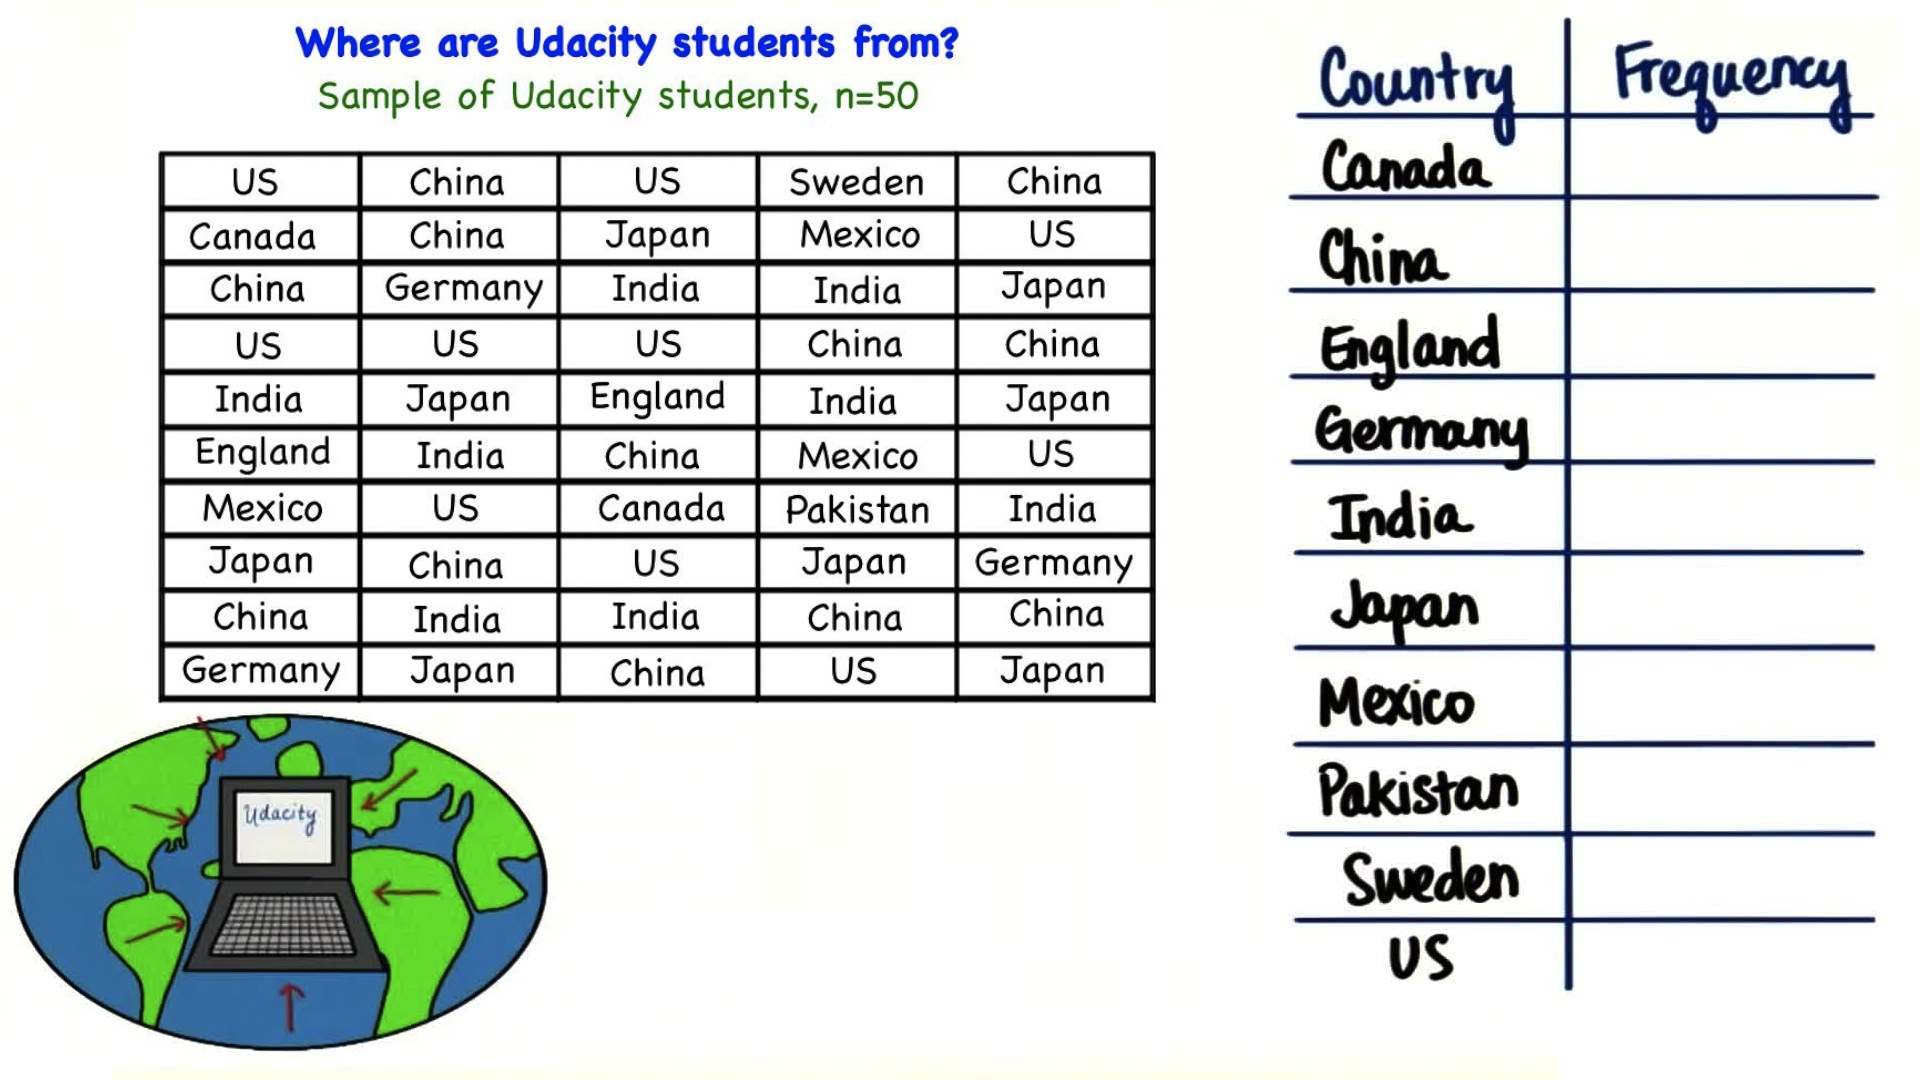 Where are Udacity students from?
Sample of Udacity students, n=50
US China US Sweden China
Canada China Japan Mexico US
China Germany India India Japan
US US US China China
India Japan England India Japan
England India China Mexico US
Mexico US Canada Pakistan India
Japan China US Japan Germany
China India India China China
Germany Japan China US Japan
Udacity
Country Frequency
Canada
China
England
Germany
India
Japan
Mexico
Pakistan
Sweden
US